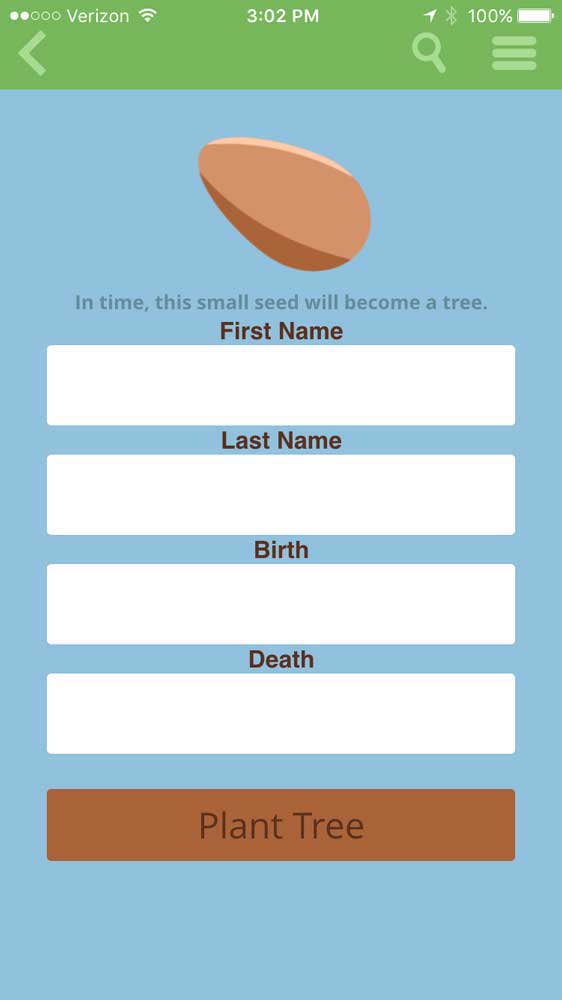 Verizon 3:02 PM 100%
In time, this small seed will become a tree.
First Name
Last Name
Birth
Death
Plant Tree